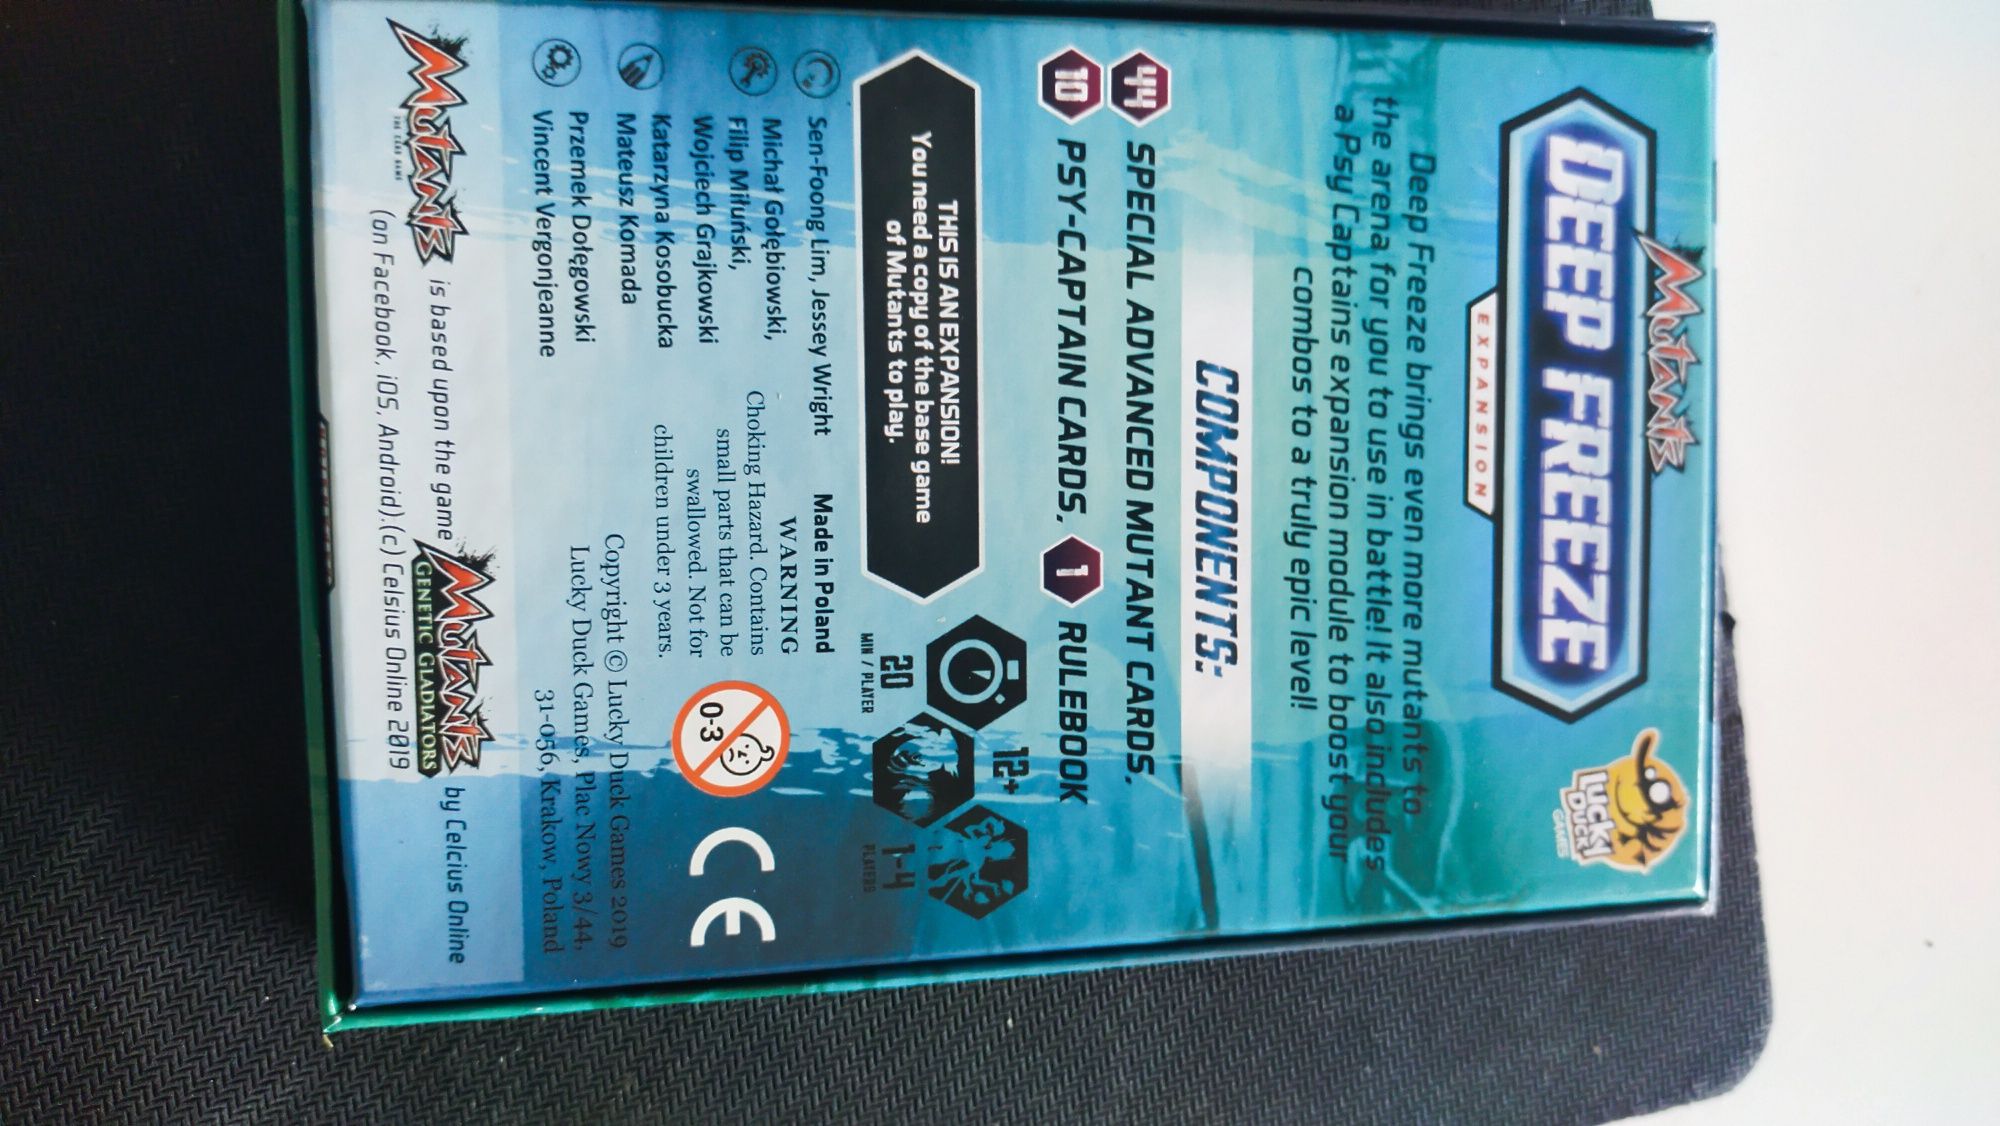 MUTANTS
DEEP FREEZE
EXPANSION
LUCKY
DUCK
GAMES
Deep Freeze brings even more mutants to
the arena for you to use in battle! It also includes
a Psy Captains expansion module to boost your
combos to a truly epic level!
COMPONENTS:
44 SPECIAL ADVANCED MUTANT CARDS,
10 PSY-CAPTAIN CARDS, 1 RULEBOOK
THIS IS AN EXPANSION!
You need a copy of the base game
of Mutants to play.
12+
20
MIN / PLAYER
1-4
PLAYERS
Sen-Foong Lim, Jessey Wright
Michał Gołębiowski,
Filip Miłuński,
Wojciech Grajkowski
Katarzyna Kosobucka
Mateusz Komada
Przemek Dołęgowski
Vincent Vergonjeanne
Made in Poland
WARNING
Choking Hazard. Contains
small parts that can be
swallowed. Not for
children under 3 years.
0-3
CE
Copyright © Lucky Duck Games 2019
Lucky Duck Games, Plac Nowy 3/44,
31-056, Krakow, Poland
MUTANTS
THE CARD GAME
is based upon the game
MUTANTS
GENETIC GLADIATORS
by Celcius Online
(on Facebook, iOS, Android).(c) Celsius Online 2019